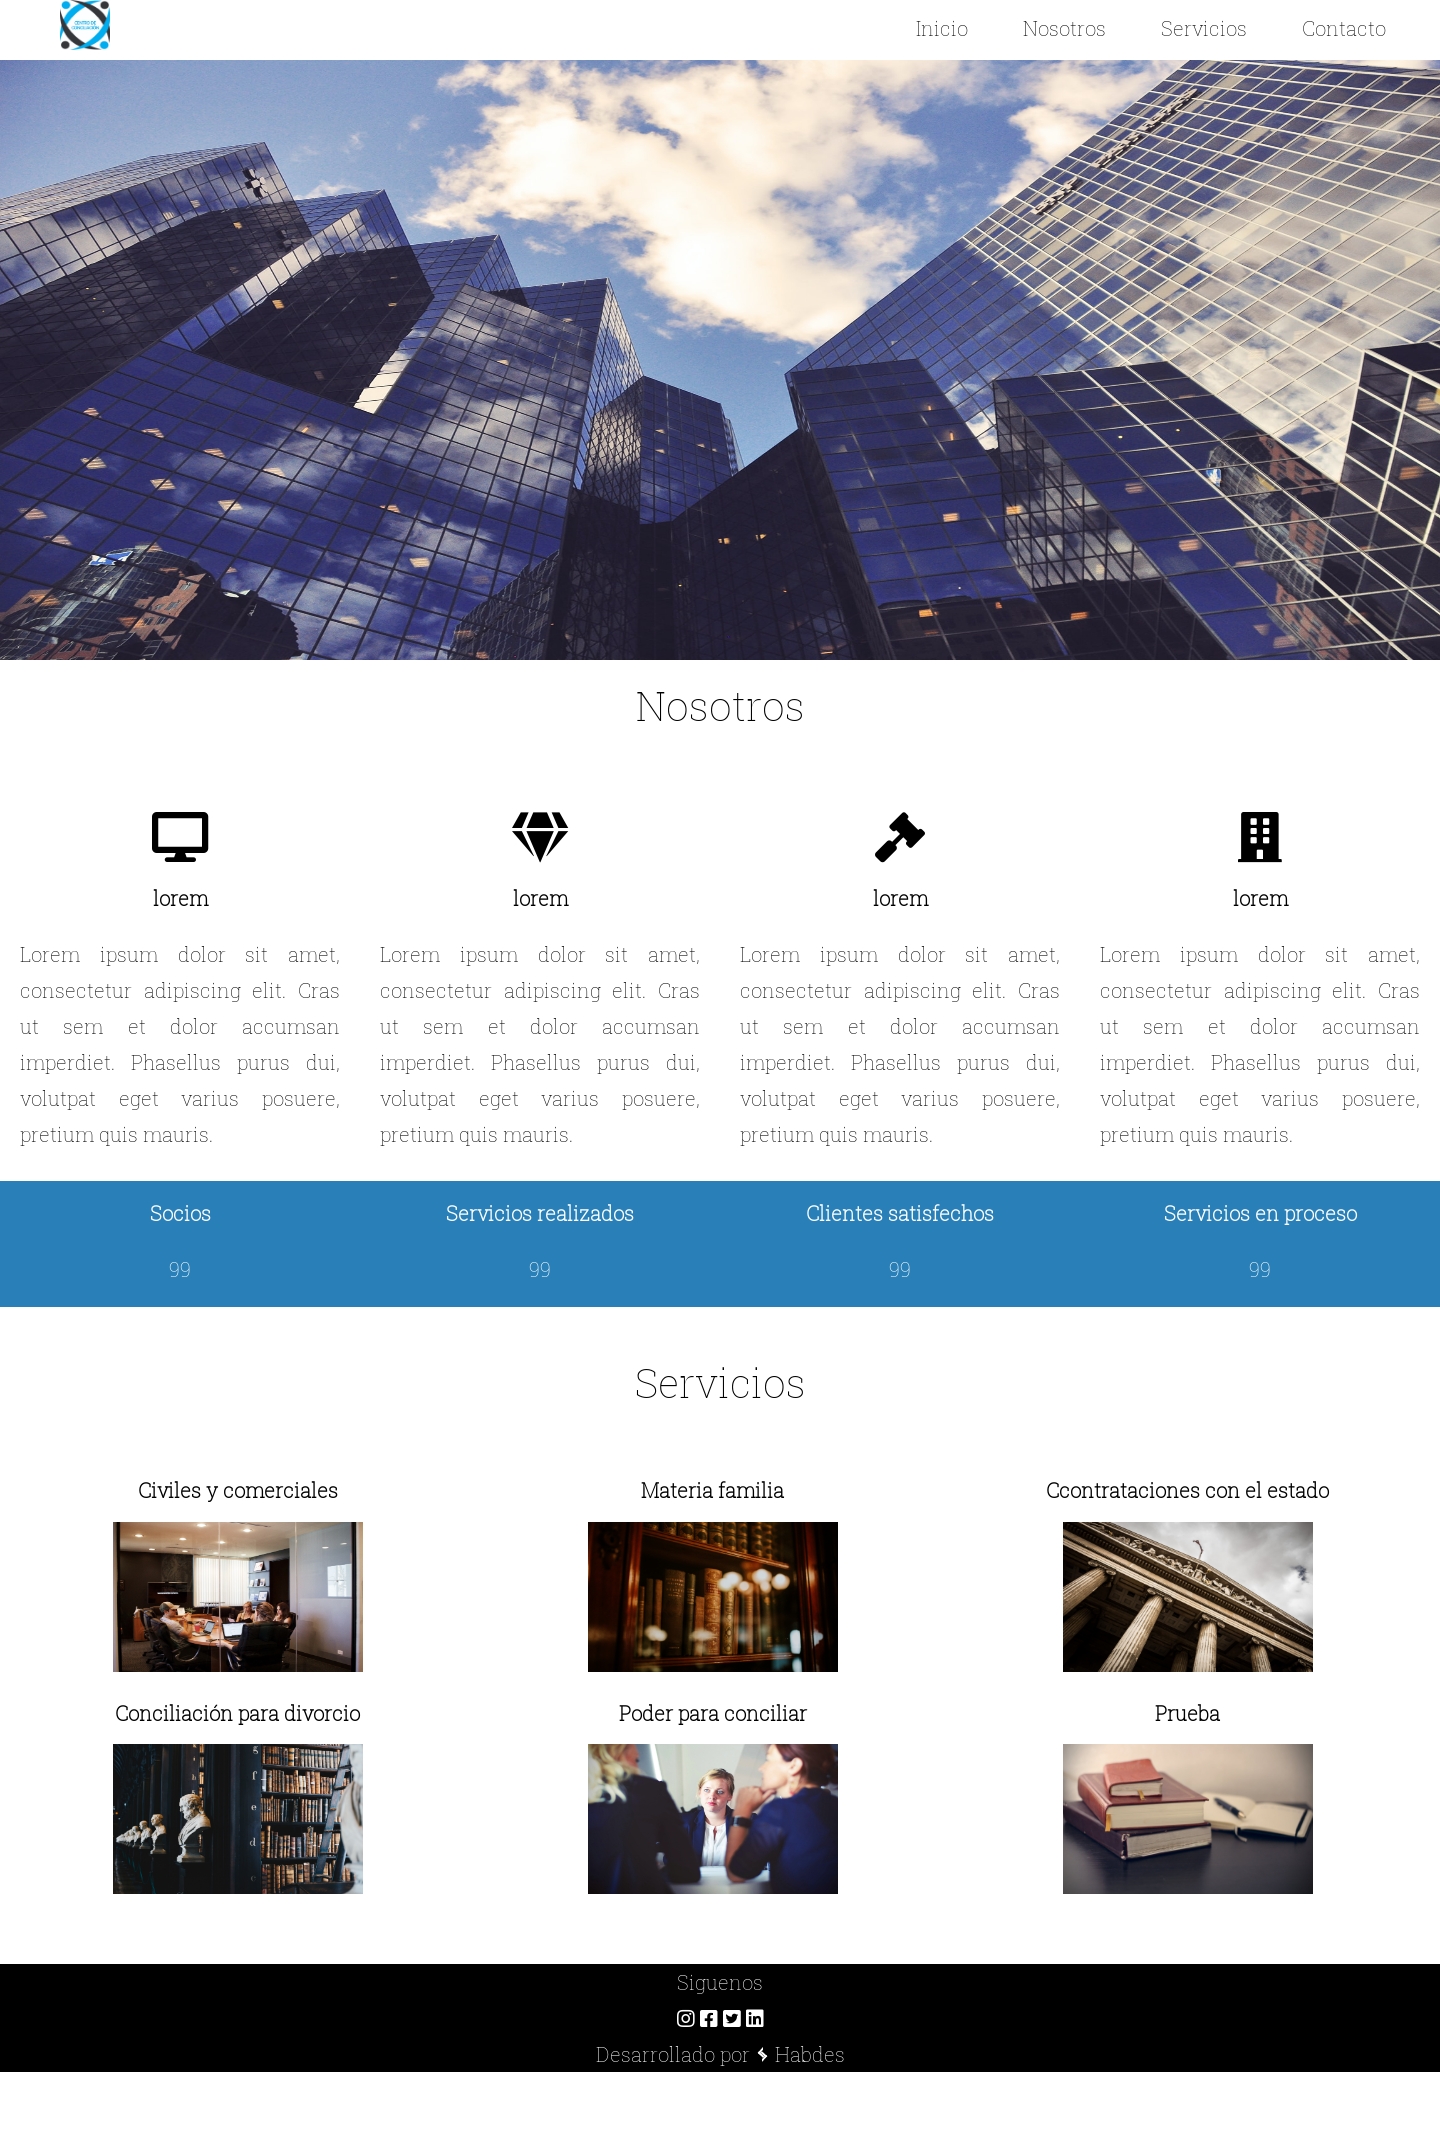 CENTRO DE
CONCILIACIÓN
Inicio Nosotros Servicios Contacto
Nosotros
lorem
Lorem ipsum dolor sit amet,
consectetur adipiscing elit. Cras
ut sem et dolor accumsan
imperdiet. Phasellus purus dui,
volutpat eget varius posuere,
pretium quis mauris.
lorem
Lorem ipsum dolor sit amet,
consectetur adipiscing elit. Cras
ut sem et dolor accumsan
imperdiet. Phasellus purus dui,
volutpat eget varius posuere,
pretium quis mauris.
lorem
Lorem ipsum dolor sit amet,
consectetur adipiscing elit. Cras
ut sem et dolor accumsan
imperdiet. Phasellus purus dui,
volutpat eget varius posuere,
pretium quis mauris.
lorem
Lorem ipsum dolor sit amet,
consectetur adipiscing elit. Cras
ut sem et dolor accumsan
imperdiet. Phasellus purus dui,
volutpat eget varius posuere,
pretium quis mauris.
Socios
99
Servicios realizados
99
Clientes satisfechos
99
Servicios en proceso
99
Servicios
Civiles y comerciales
Materia familia
Ccontrataciones con el estado
Conciliación para divorcio
Poder para conciliar
Prueba
Siguenos
Desarrollado por Habdes